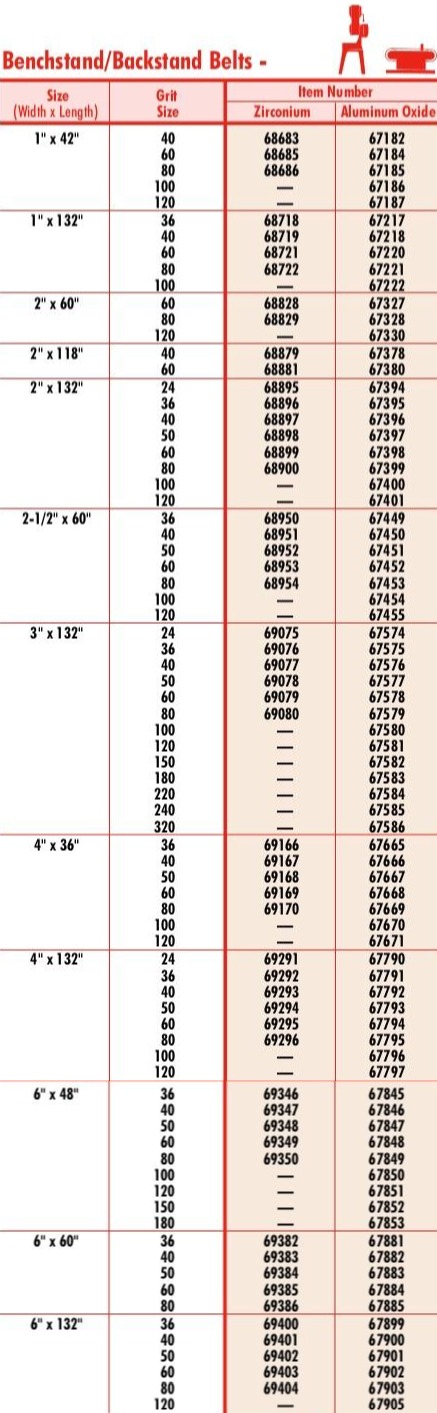 Benchstand/Backstand Belts -
Size Grit Item Number
(Width x Length) Size Zirconium Aluminum Oxide
1" x 42" 40 68683 67182
60 68685 67184
80 68686 67185
100 — 67186
120 — 67187
1" x 132" 36 68718 67217
40 68719 67218
60 68721 67220
80 68722 67221
100 — 67222
2" x 60" 60 68828 67327
80 68829 67328
120 — 67330
2" x 118" 40 68879 67378
60 68881 67380
2" x 132" 24 68895 67394
36 68896 67395
40 68897 67396
50 68898 67397
60 68899 67398
80 68900 67399
100 — 67400
120 — 67401
2-1/2" x 60" 36 68950 67449
40 68951 67450
50 68952 67451
60 68953 67452
80 68954 67453
100 — 67454
120 — 67455
3" x 132" 24 69075 67574
36 69076 67575
40 69077 67576
50 69078 67577
60 69079 67578
80 69080 67579
100 — 67580
120 — 67581
150 — 67582
180 — 67583
220 — 67584
240 — 67585
320 — 67586
4" x 36" 36 69166 67665
40 69167 67666
50 69168 67667
60 69169 67668
80 69170 67669
100 — 67670
120 — 67671
4" x 132" 24 69291 67790
36 69292 67791
40 69293 67792
50 69294 67793
60 69295 67794
80 69296 67795
100 — 67796
120 — 67797
6" x 48" 36 69346 67845
40 69347 67846
50 69348 67847
60 69349 67848
80 69350 67849
100 — 67850
120 — 67851
150 — 67852
180 — 67853
6" x 60" 36 69382 67881
40 69383 67882
50 69384 67883
60 69385 67884
80 69386 67885
6" x 132" 36 69400 67899
40 69401 67900
50 69402 67901
60 69403 67902
80 69404 67903
120 — 67905